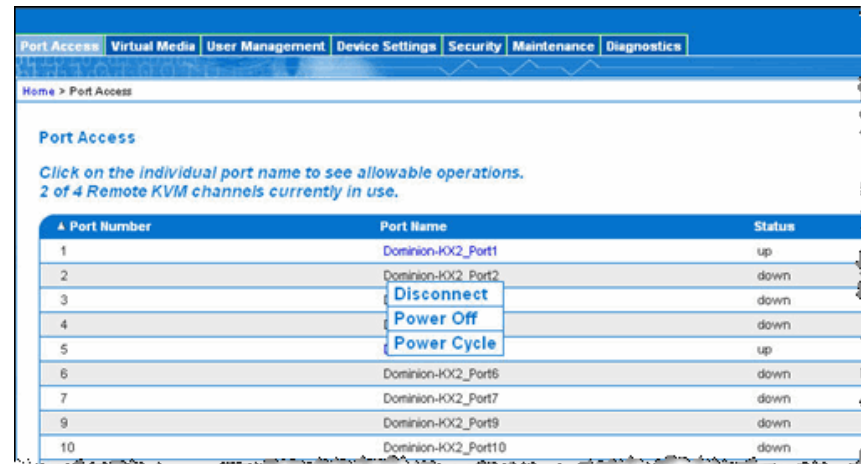 Port Access Virtual Media User Management Device Settings Security Maintenance Diagnostics
Home > Port Access
Port Access
Click on the individual port name to see allowable operations.
2 of 4 Remote KVM channels currently in use.
▲ Port Number Port Name Status
1 Dominion-KX2_Port1 up
2 Dominion-KX2_Port2 down
3 Disconnect down
4 Power Off down
5 Power Cycle up
6 Dominion-KX2_Port6 down
7 Dominion-KX2_Port7 down
9 Dominion-KX2_Port9 down
10 Dominion-KX2_Port10 down